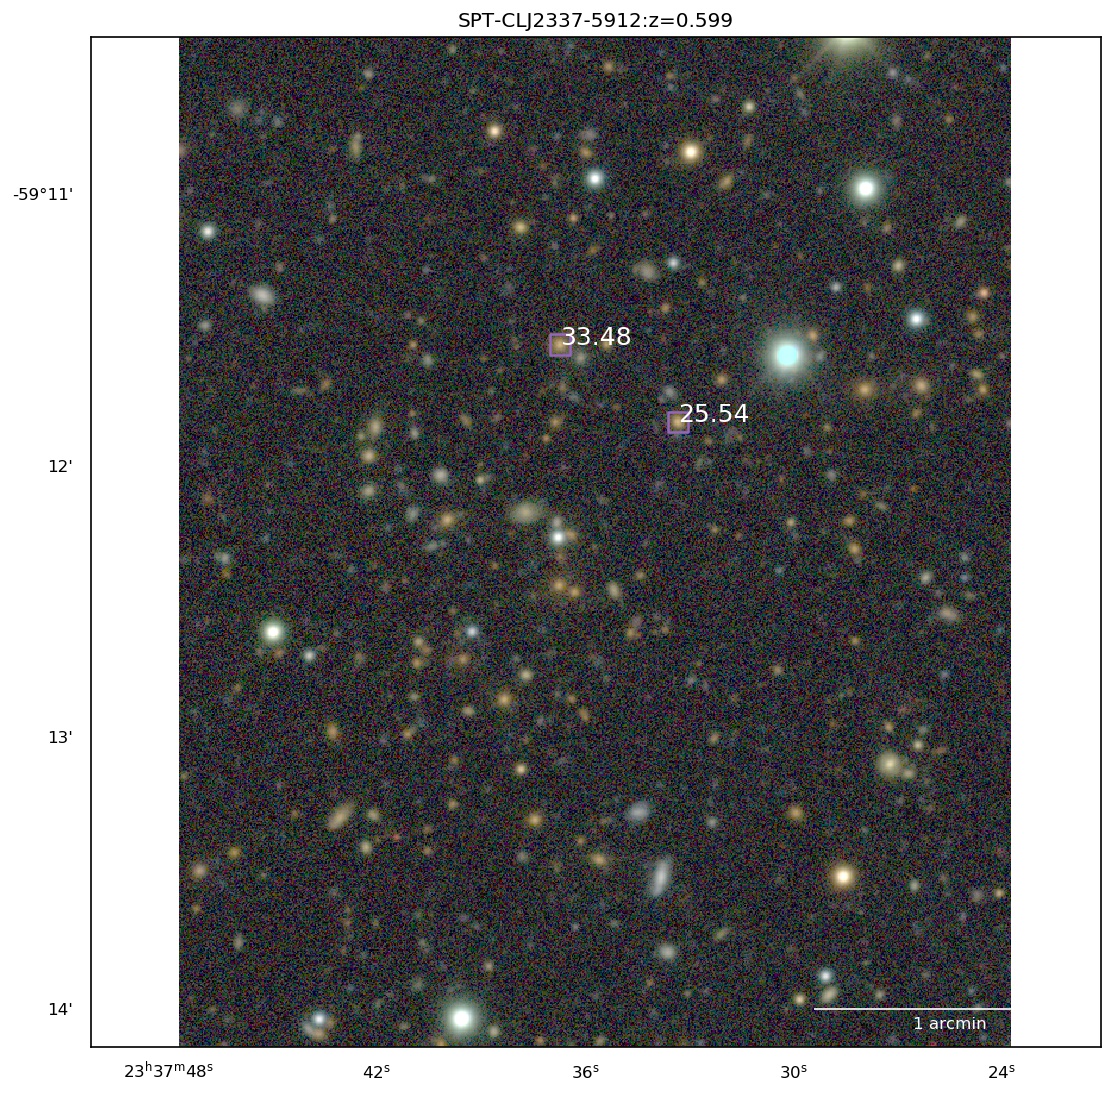 SPT-CLJ2337-5912:z=0.599
-59°11'
33.48
25.54
12'
13'
14'
1 arcmin
23ʰ37ᵐ48ˢ 42ˢ 36ˢ 30ˢ 24ˢ